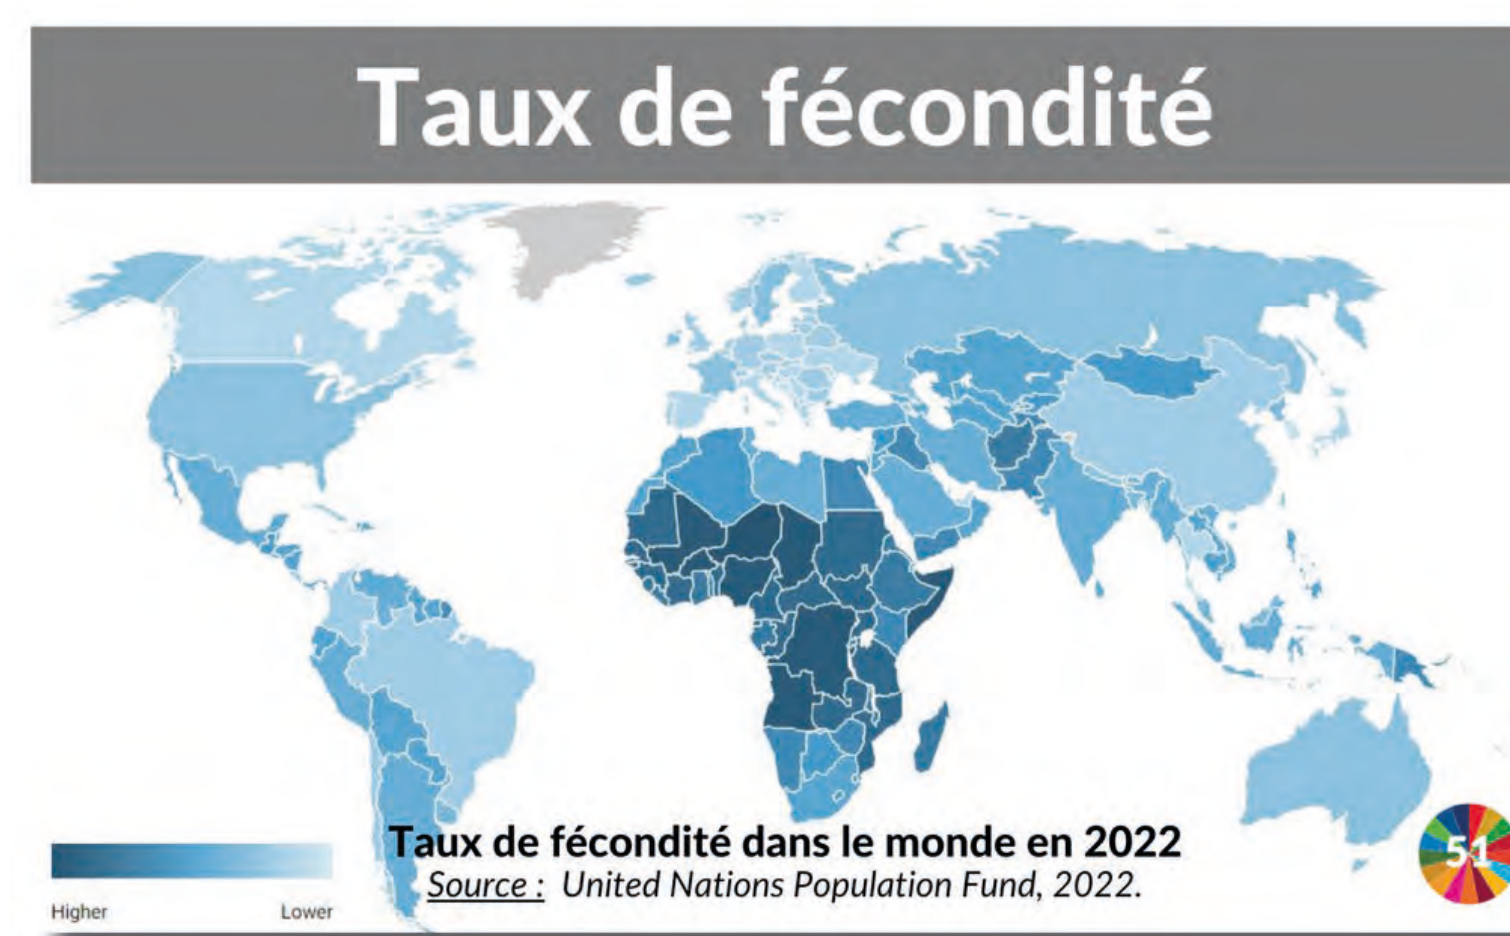 Taux de fécondité
Taux de fécondité dans le monde en 2022
Source : United Nations Population Fund, 2022.
Higher Lower
51